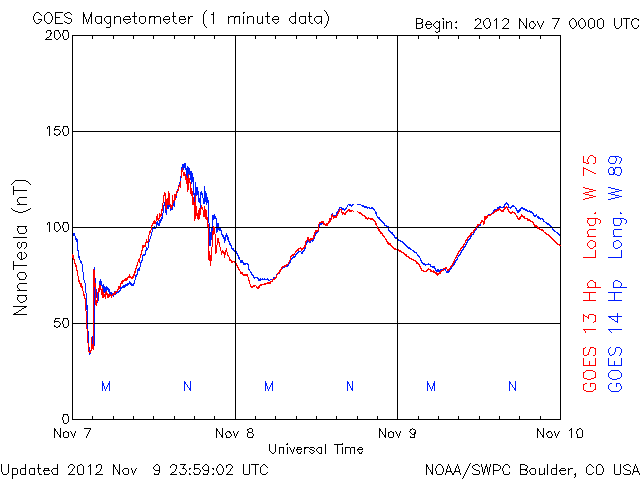 GOES Magnetometer (1 minute data)
Begin: 2012 Nov 7 0000 UTC
200
150
100
50
0
NanoTesla (nT)
M N M N M N
Nov 7 Nov 8 Nov 9 Nov 10
Universal Time
GOES 13 Hp Long. W 75
GOES 14 Hp Long. W 89
Updated 2012 Nov 9 23:59:02 UTC
NOAA/SWPC Boulder, CO USA